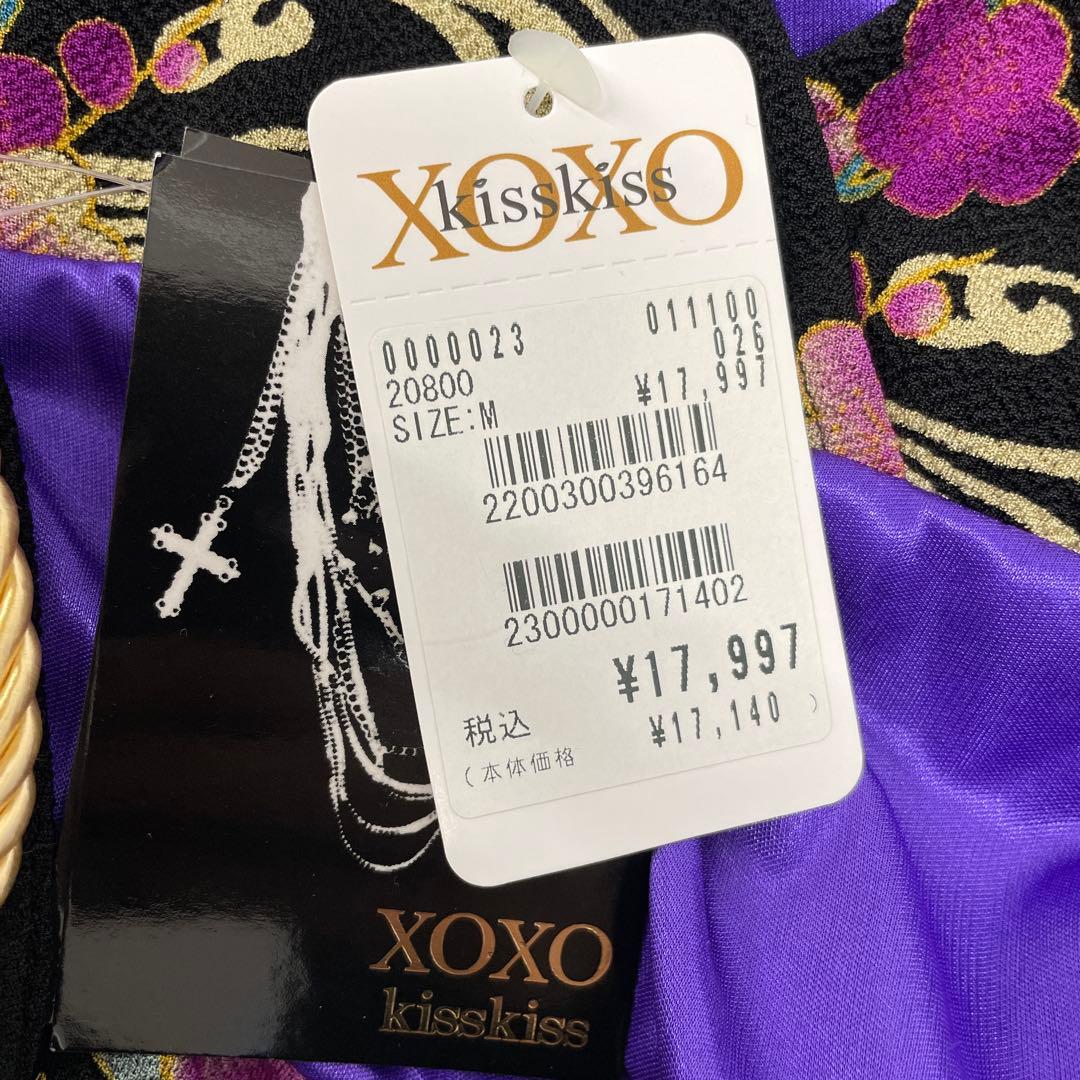 XOXO
kisskiss
0000023 011100
20800 026
SIZE:M ¥17,997
2200300396164
2300000171402
¥17,997
税込 ¥17,140 )
(本体価格
XOXO
kisskiss